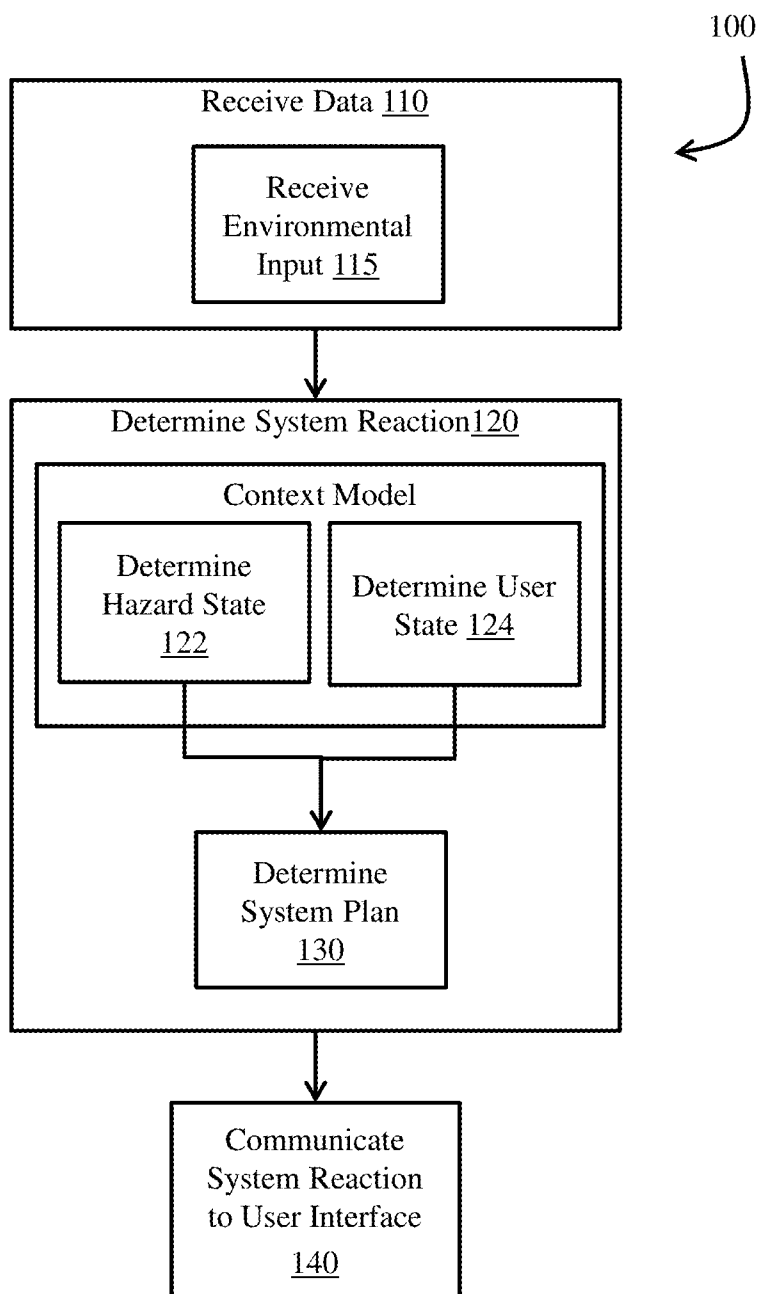 100
Receive Data 110
Receive
Environmental
Input 115
Determine System Reaction120
Context Model
Determine
Hazard State
122
Determine User
State 124
Determine
System Plan
130
Communicate
System Reaction
to User Interface
140